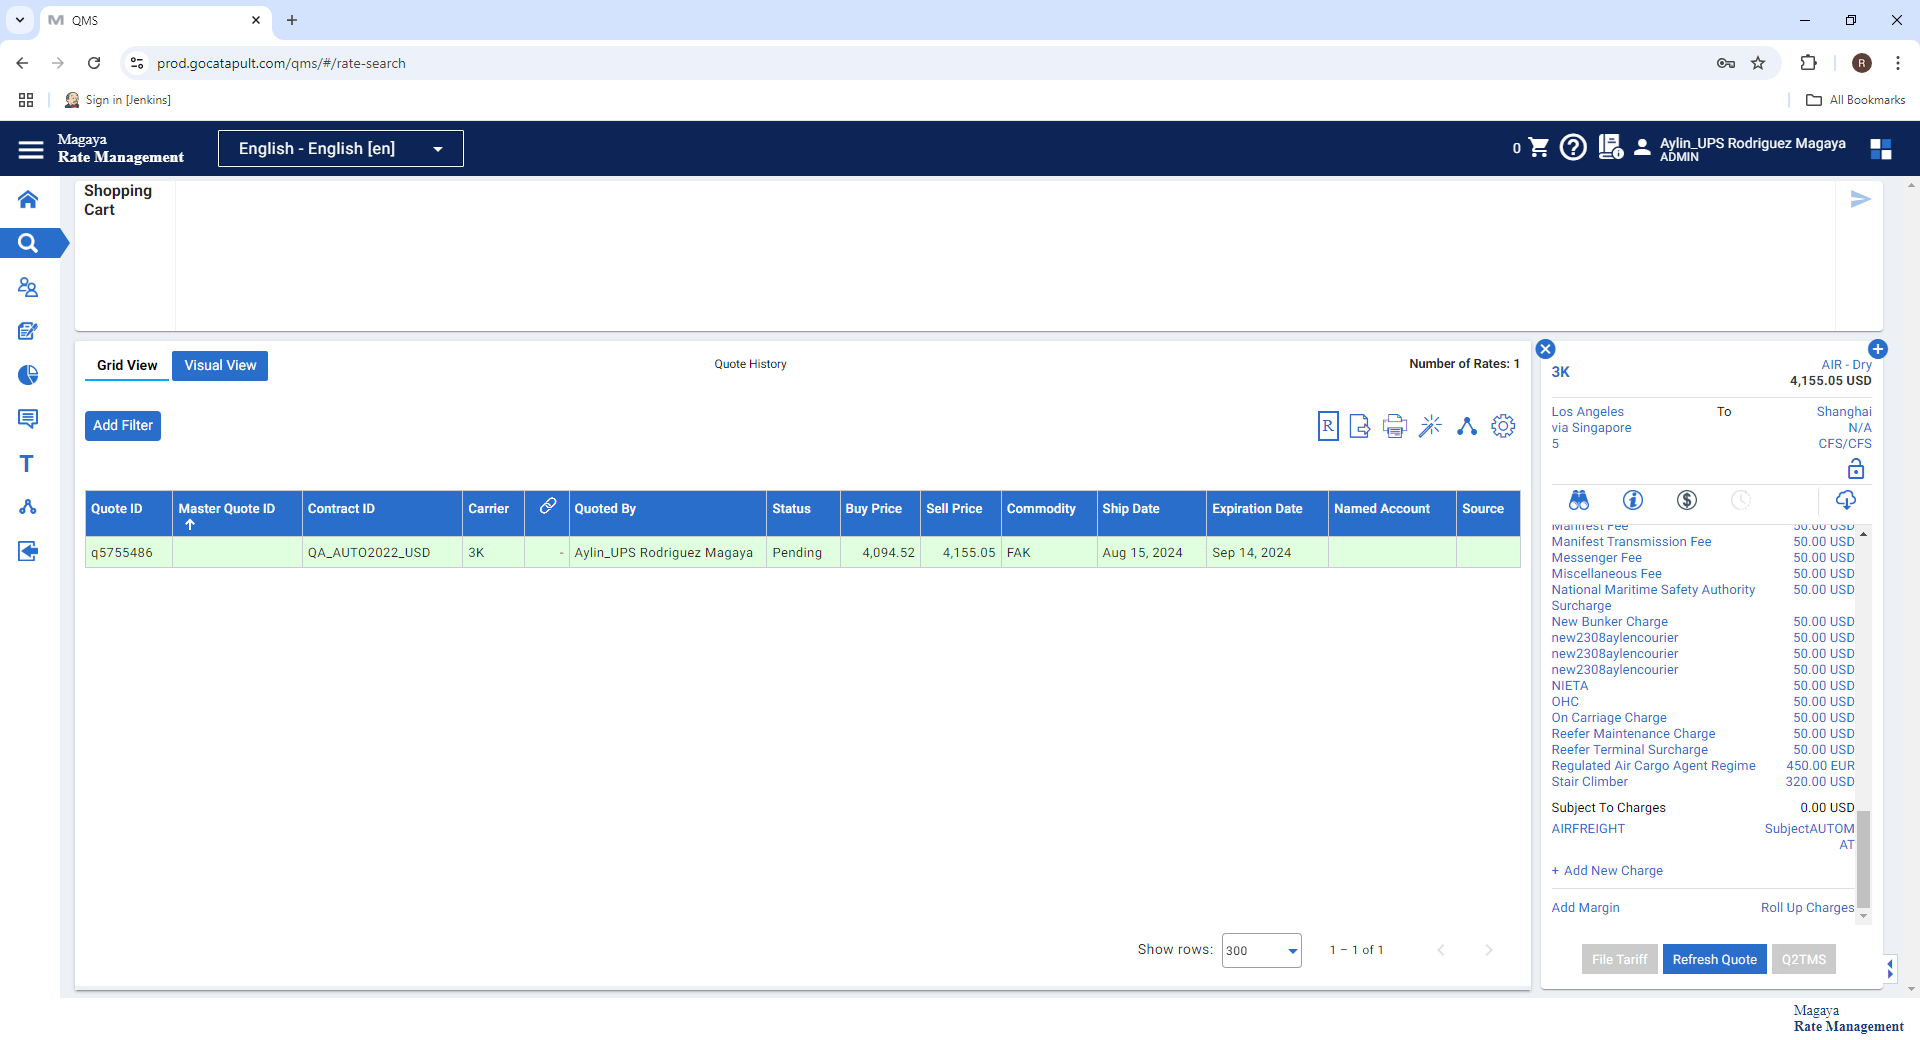 QMS
prod.gocatapult.com/qms/#/rate-search
R
Sign in [Jenkins]
All Bookmarks
Magaya
Rate Management
English - English [en]
0
Aylin_UPS Rodriguez Magaya
ADMIN
Shopping
Cart
Grid View
Visual View
Quote History
Number of Rates: 1
Add Filter
R
Quote ID
Master Quote ID
Contract ID
Carrier
Quoted By
Status
Buy Price
Sell Price
Commodity
Ship Date
Expiration Date
Named Account
Source
q5755486
QA_AUTO2022_USD
3K
-
Aylin_UPS Rodriguez Magaya
Pending
4,094.52
4,155.05
FAK
Aug 15, 2024
Sep 14, 2024
Show rows:
300
1 – 1 of 1
3K
AIR - Dry
4,155.05 USD
Los Angeles
To
Shanghai
via Singapore
N/A
5
CFS/CFS
Manifest Fee 50.00 USD
Manifest Transmission Fee 50.00 USD
Messenger Fee 50.00 USD
Miscellaneous Fee 50.00 USD
National Maritime Safety Authority 50.00 USD
Surcharge
New Bunker Charge 50.00 USD
new2308aylencourier 50.00 USD
new2308aylencourier 50.00 USD
new2308aylencourier 50.00 USD
NIETA 50.00 USD
OHC 50.00 USD
On Carriage Charge 50.00 USD
Reefer Maintenance Charge 50.00 USD
Reefer Terminal Surcharge 50.00 USD
Regulated Air Cargo Agent Regime 450.00 EUR
Stair Climber 320.00 USD
Subject To Charges 0.00 USD
AIRFREIGHT SubjectAUTOM
AT
+ Add New Charge
Add Margin
Roll Up Charges
File Tariff
Refresh Quote
Q2TMS
Magaya
Rate Management